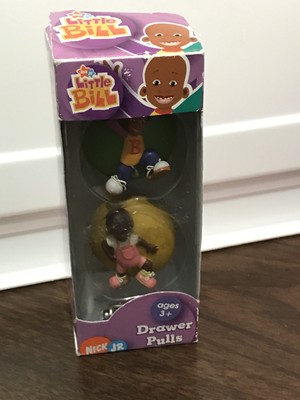 Little
Bill
Little
Bill
B
ages
3+
Drawer
Pulls
NICK JR